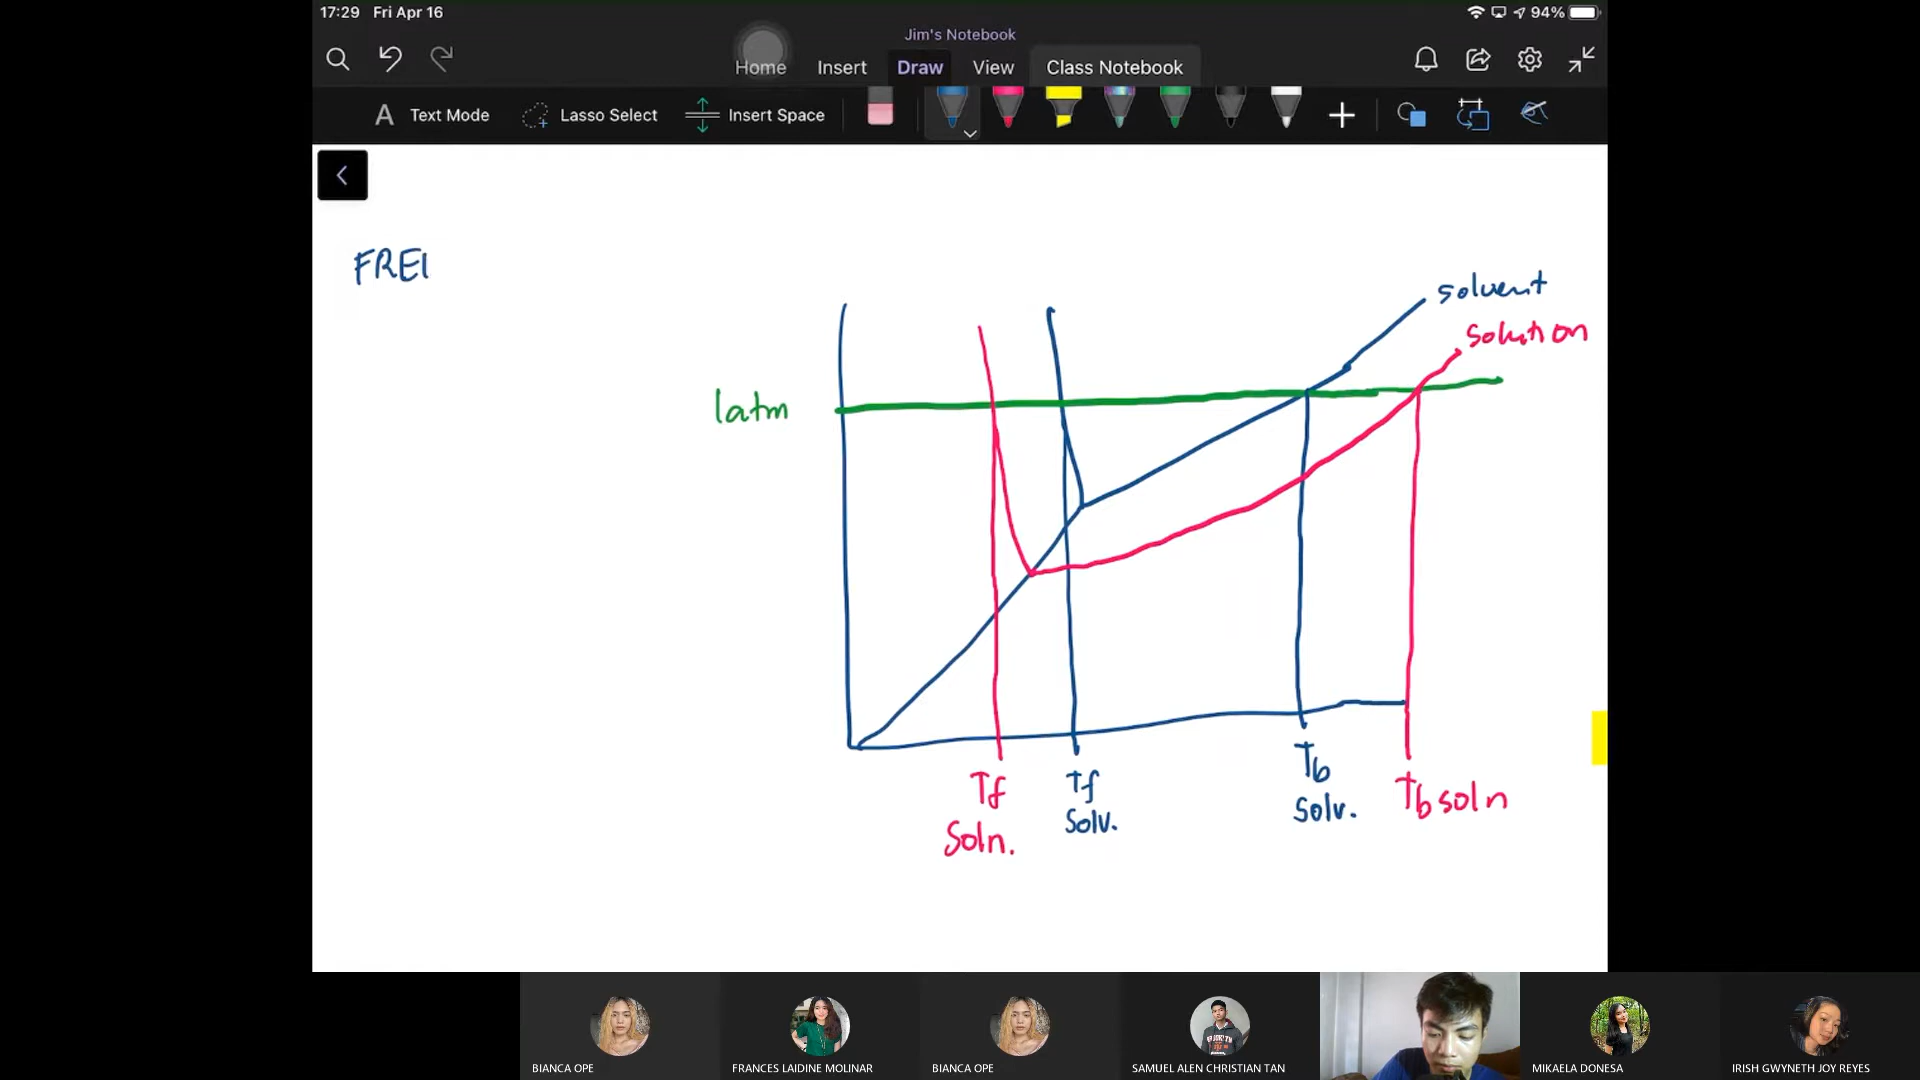 17:29 Fri Apr 16
94%
Jim's Notebook
Home Insert Draw View Class Notebook
A Text Mode Lasso Select Insert Space
FREI
solvent
solution
1atm
Tf
Soln.
Tf
Solv.
Tb
Solv.
Tb soln
BIANCA OPE
FRANCES LAIDINE MOLINAR
BIANCA OPE
SAMUEL ALEN CHRISTIAN TAN
MIKAELA DONESA
IRISH GWYNETH JOY REYES